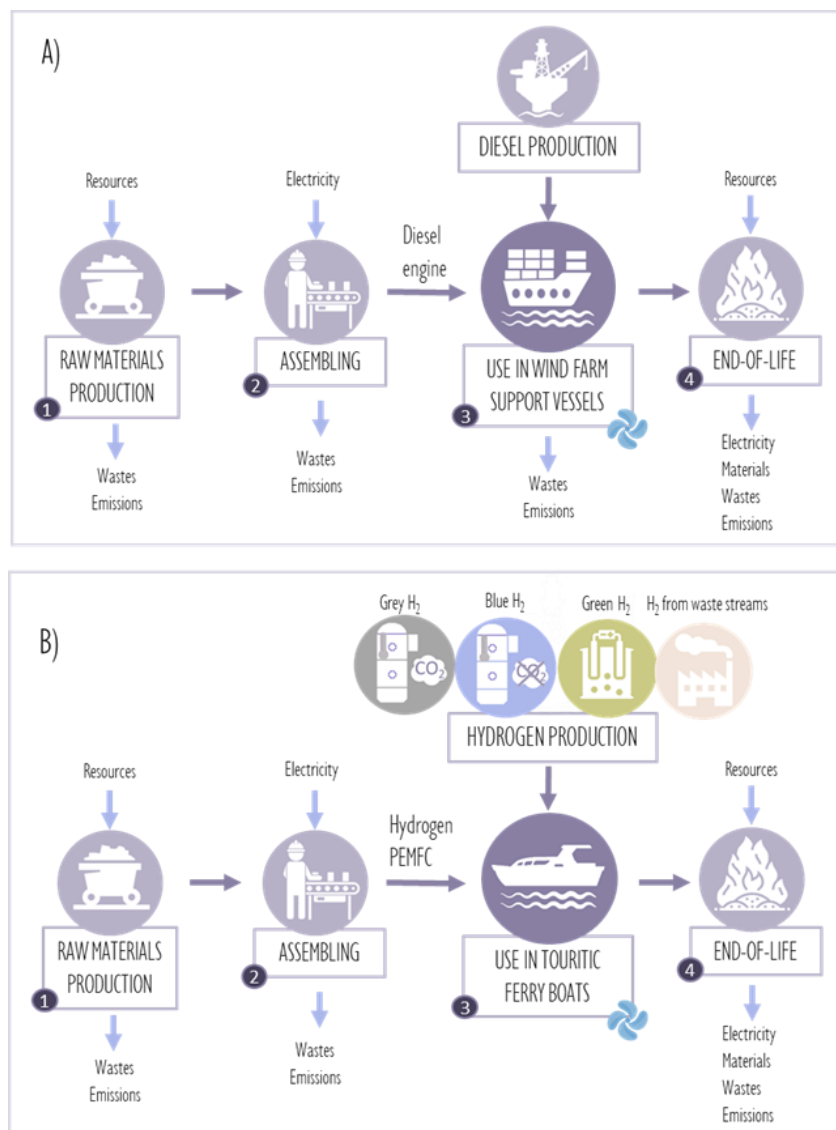 A)
DIESEL PRODUCTION
Resources
Electricity
Resources
Diesel
engine
RAW MATERIALS
PRODUCTION
1
ASSEMBLING
2
USE IN WIND FARM
SUPPORT VESSELS
3
END-OF-LIFE
4
Wastes
Emissions
Wastes
Emissions
Wastes
Emissions
Electricity
Materials
Wastes
Emissions
B)
Grey H₂
Blue H₂
Green H₂
H₂ from waste streams
CO₂
CO₂
HYDROGEN PRODUCTION
Resources
Electricity
Resources
Hydrogen
PEMFC
RAW MATERIALS
PRODUCTION
1
ASSEMBLING
2
USE IN TOURITIC
FERRY BOATS
3
END-OF-LIFE
4
Wastes
Emissions
Wastes
Emissions
Electricity
Materials
Wastes
Emissions